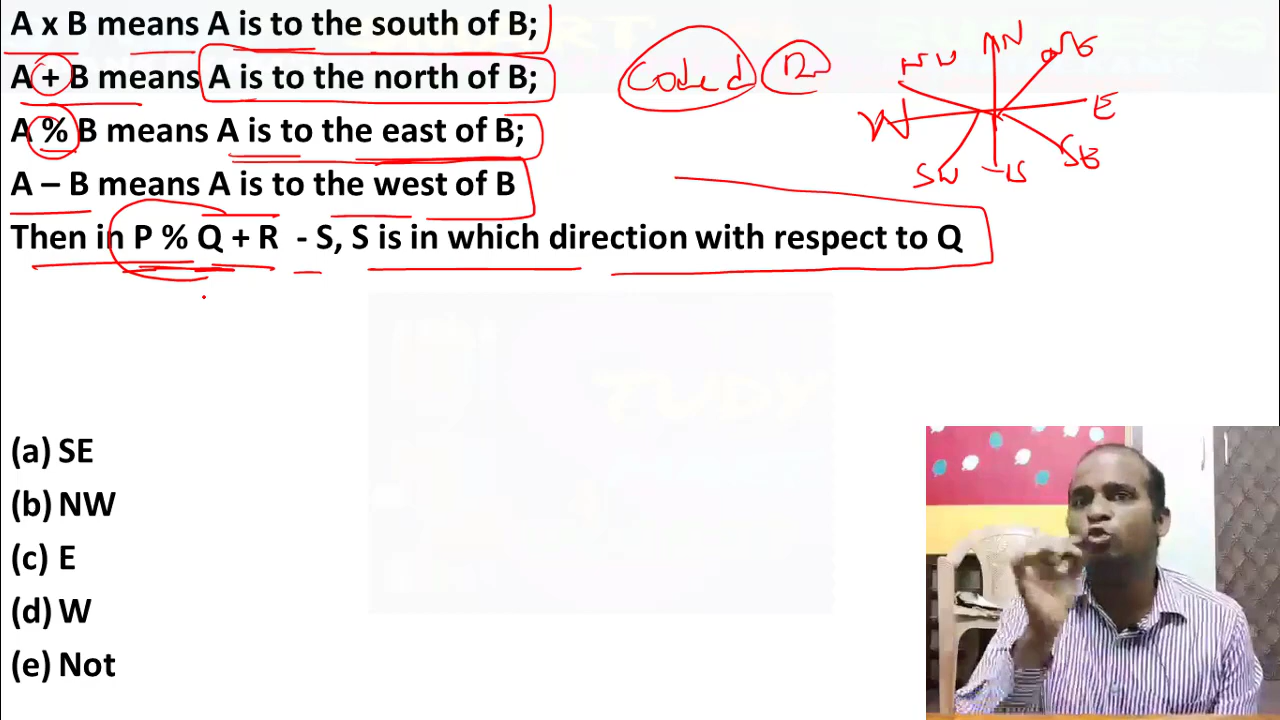 A x B means A is to the south of B;
A + B means A is to the north of B;
A % B means A is to the east of B;
A – B means A is to the west of B
Then in P % Q + R - S, S is in which direction with respect to Q
Coded
N
E
SE
SW
W
NW
(a) SE
(b) NW
(c) E
(d) W
(e) Not